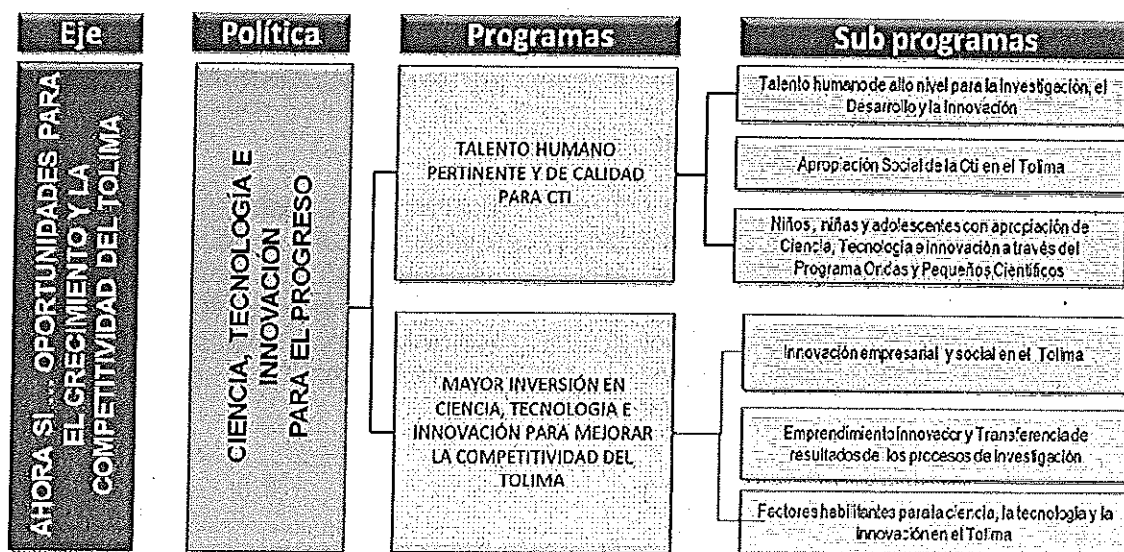 Eje
Política
Programas
Sub programas
AHORA SI... OPORTUNIDADES PARA
EL CRECIMIENTO Y LA
COMPETITIVIDAD DEL TOLIMA
CIENCIA, TECNOLOGÍA E
INNOVACIÓN
PARA EL PROGRESO
TALENTO HUMANO
PERTINENTE Y DE CALIDAD
PARA CTI
Talento humano de alto nivel para la Investigación, el
Desarrollo y la Innovación
Apropiación Social de la Cti en el Tolima
Niños, niñas y adolescentes con apropiación de
Ciencia, Tecnología e Innovación a través del
Programa Ondas y Pequeños Científicos
MAYOR INVERSIÓN EN
CIENCIA, TECNOLOGIA E
INNOVACIÓN PARA MEJORAR
LA COMPETITIVIDAD DEL
TOLIMA
Innovación empresarial y social en el Tolima
Emprendimiento Innovador y Transferencia de
resultados de los procesos de Investigación
Factores habilitantes para la ciencia, la tecnología y la
Innovación en el Tolima